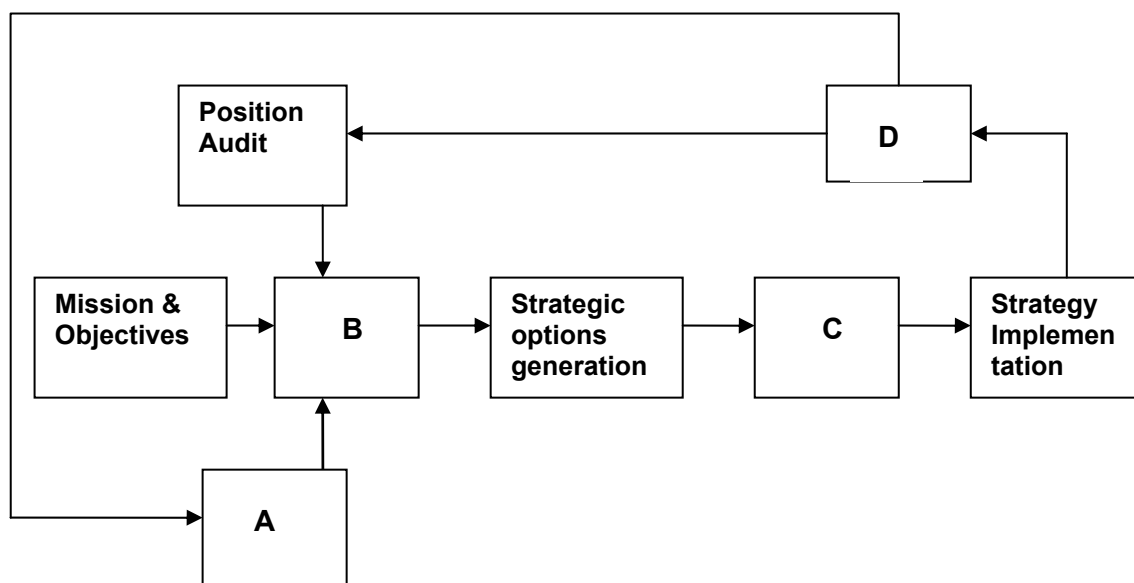 Position
Audit
D
Mission &
Objectives
B
Strategic
options
generation
C
Strategy
Implemen
tation
A